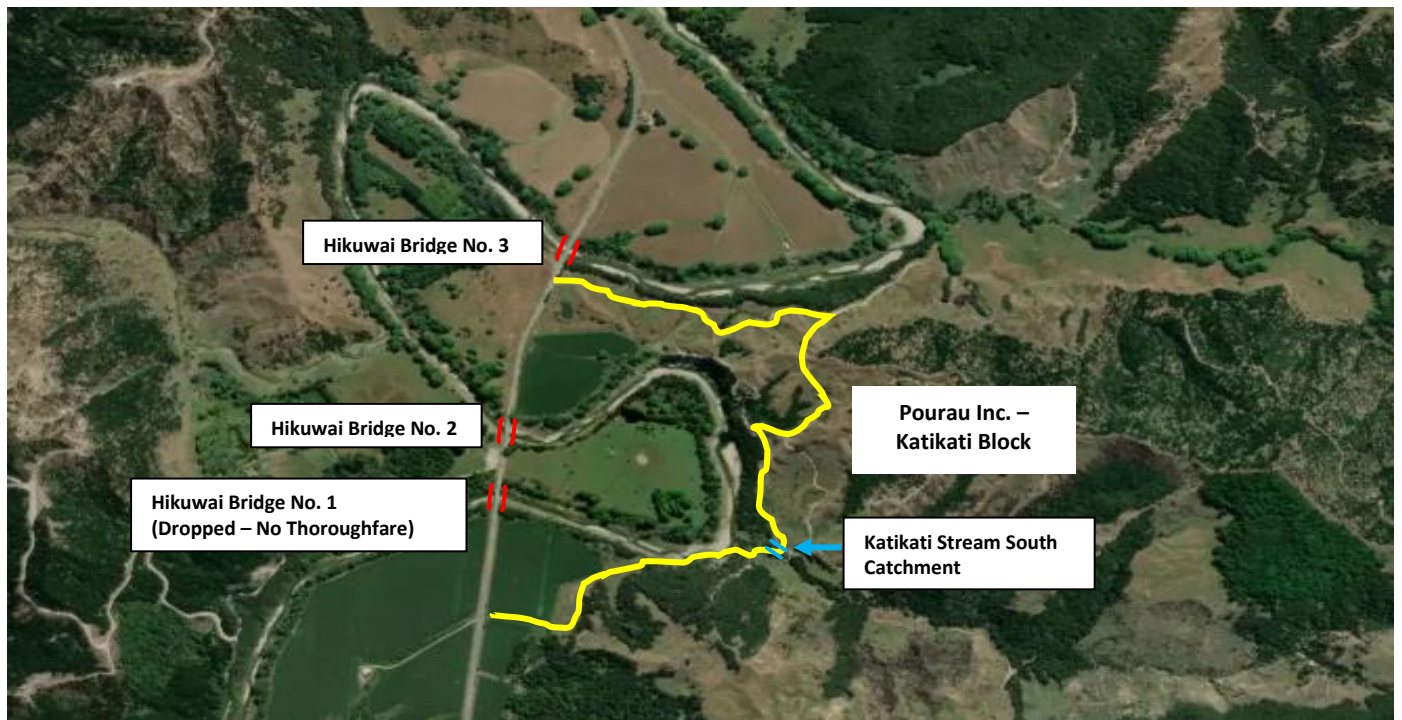 Hikuwai Bridge No. 3
Hikuwai Bridge No. 2
Pourau Inc. –
Katikati Block
Hikuwai Bridge No. 1
(Dropped – No Thoroughfare)
Katikati Stream South
Catchment